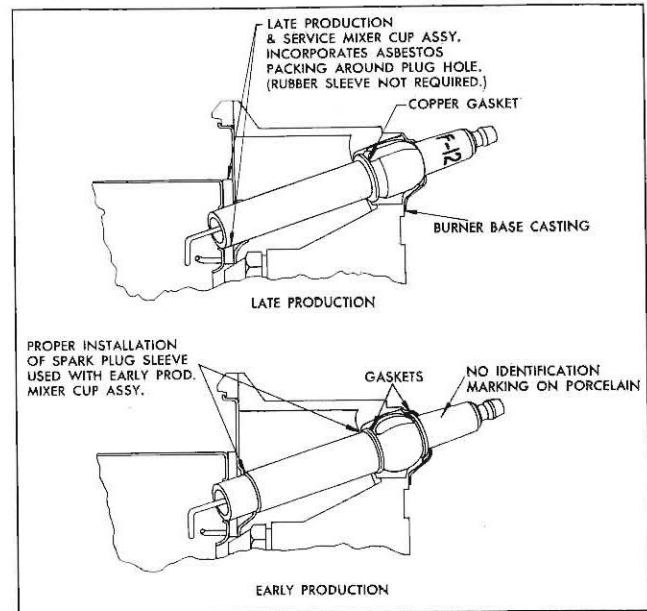 LATE PRODUCTION
& SERVICE MIXER CUP ASSY.
INCORPORATES ASBESTOS
PACKING AROUND PLUG HOLE.
(RUBBER SLEEVE NOT REQUIRED.)
COPPER GASKET
F-12
BURNER BASE CASTING
LATE PRODUCTION
PROPER INSTALLATION
OF SPARK PLUG SLEEVE
USED WITH EARLY PROD.
MIXER CUP ASSY.
GASKETS
NO IDENTIFICATION
MARKING ON PORCELAIN
EARLY PRODUCTION